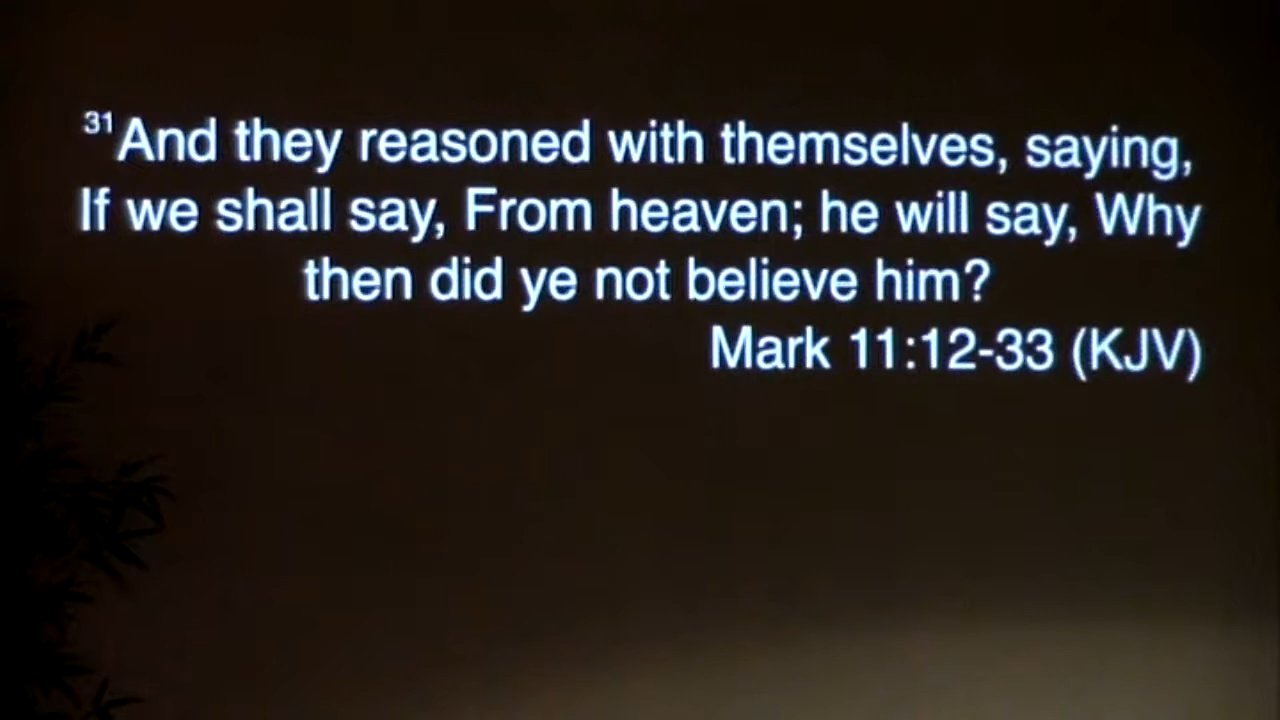 31And they reasoned with themselves, saying,
If we shall say, From heaven; he will say, Why
then did ye not believe him?
Mark 11:12-33 (KJV)